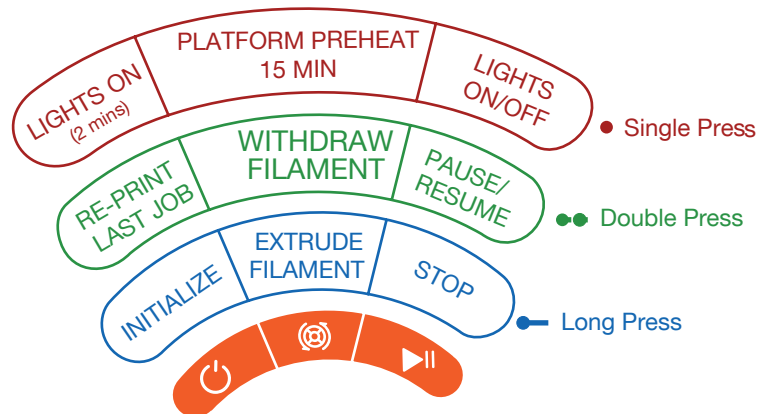 LIGHTS ON
(2 mins)
PLATFORM PREHEAT
15 MIN
LIGHTS
ON/OFF
Single Press
RE-PRINT
LAST JOB
WITHDRAW
FILAMENT
PAUSE/
RESUME
Double Press
INITIALIZE
EXTRUDE
FILAMENT
STOP
Long Press